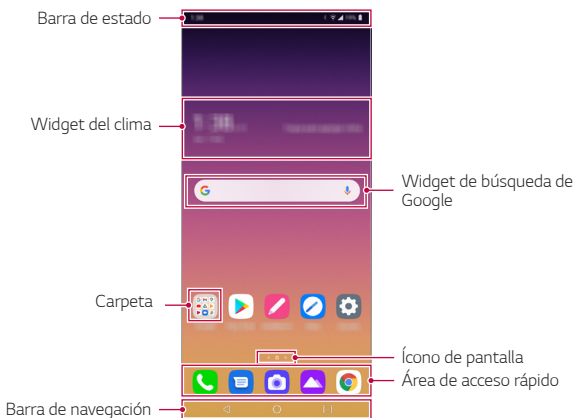 Barra de estado
Widget del clima
Widget de búsqueda de
Google
Carpeta
Ícono de pantalla
Área de acceso rápido
Barra de navegación